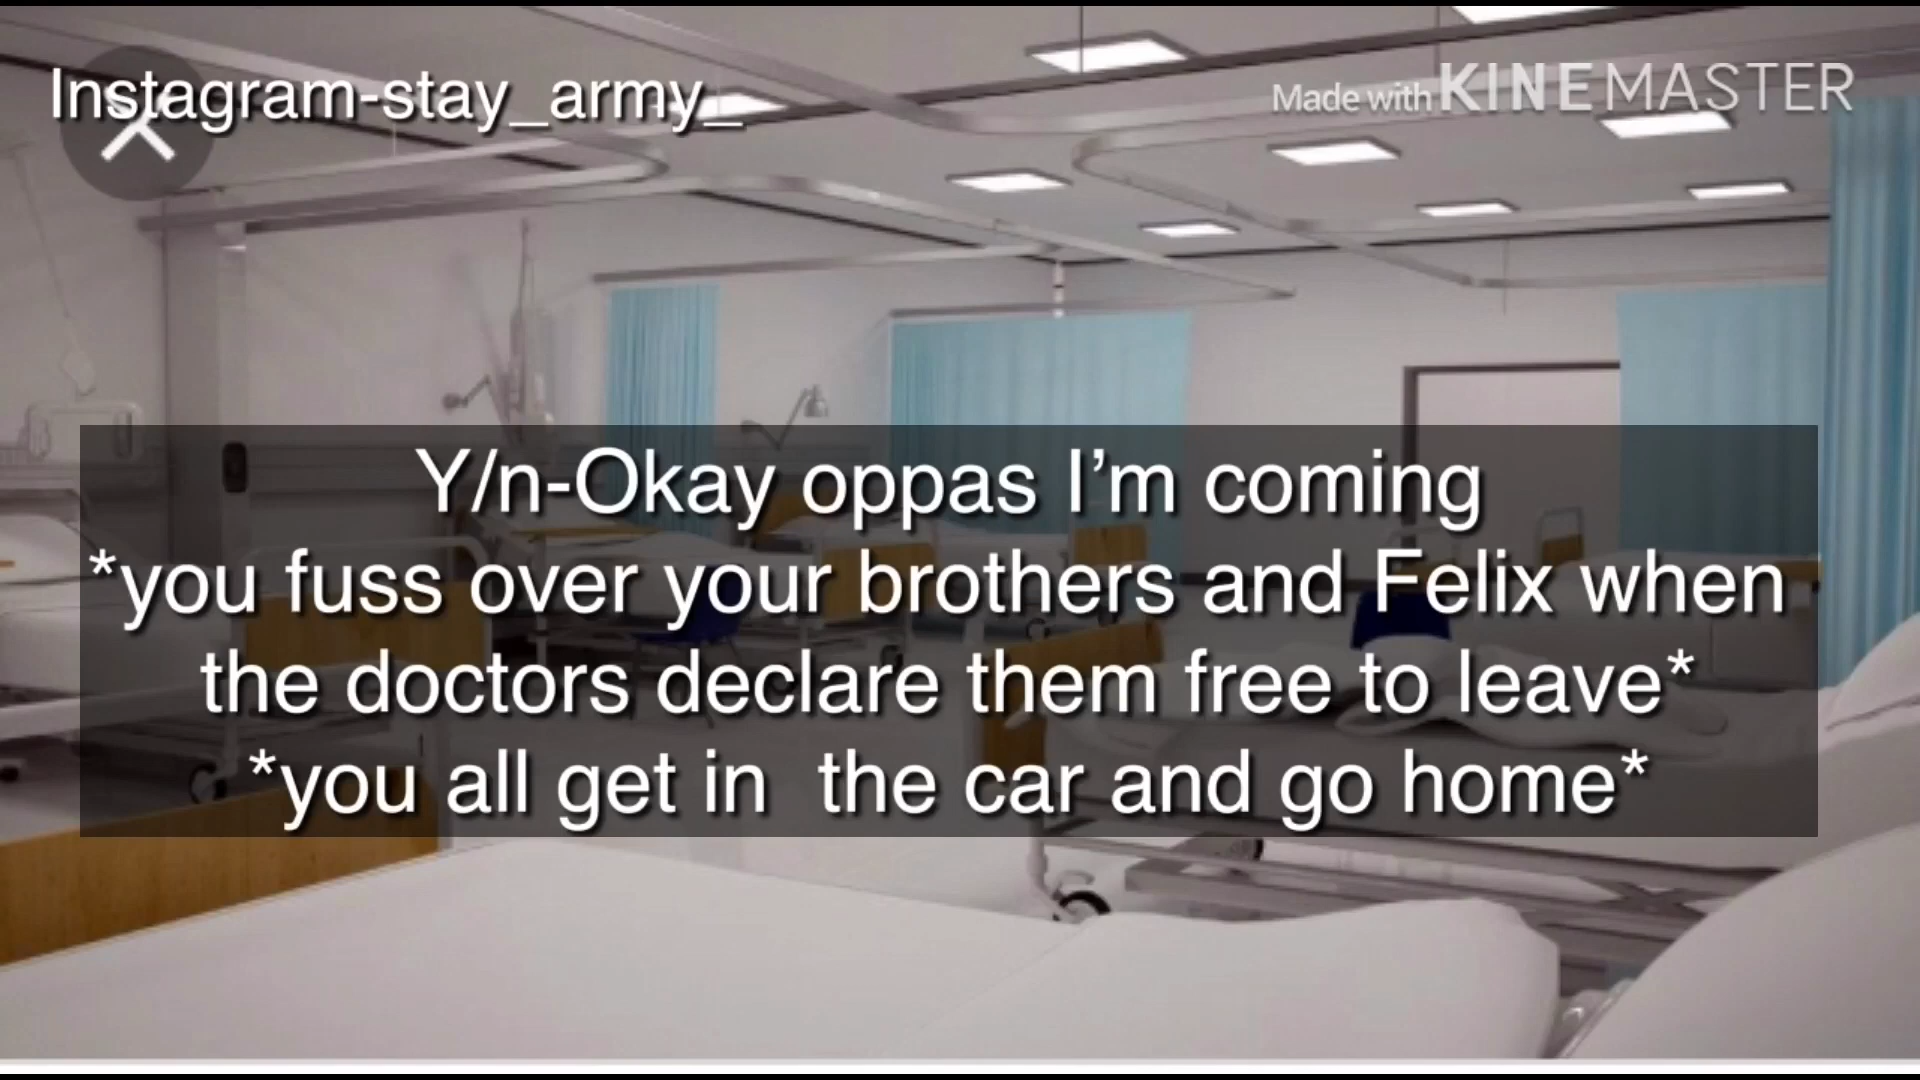 Instagram-stay_army_
Made with KINEMASTER
Y/n-Okay oppas I’m coming
*you fuss over your brothers and Felix when
the doctors declare them free to leave*
*you all get in  the car and go home*